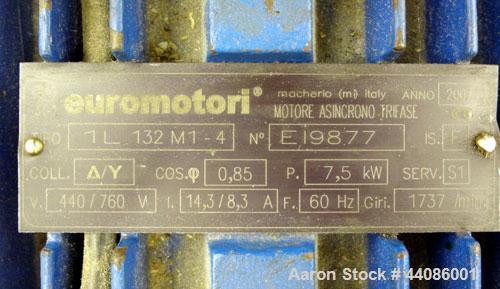 euromotori® macherio (mi) italy ANNO
MOTORE ASINCRONO TRIFASE
1L 132 M1-4 N° E19877 IS. F
COLL. Δ/Y COS.φ 0,85 P. 7,5 kW SERV. S1
V. 440/760 V I. 14,3/8,3 A F. 60 Hz Giri. 1737
Aaron Stock # 44086001